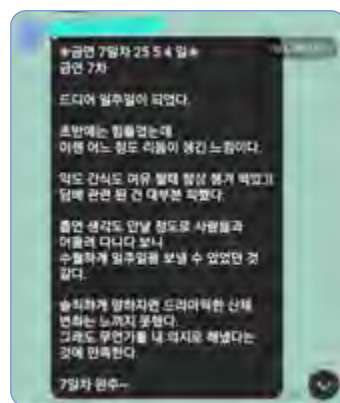 ★금연 7일차 25 5 4 일★
금연 7차
드디어 일주일이 되었다.
초반에는 힘들었는데
이젠 어느 정도 리듬이 생긴 느낌이다.
약도 간식도 여유 될때 항상 챙겨 먹었고
담배 관련 된 건 대부분 피했다.
흡연 생각도 안날 정도로 사람들과
어울려 다니다 보니
수월하게 일주일을 보낼 수 있었던 것
같다.
솔직하게 말하자면 드라마틱한 신체
변화는 느끼지 못했다.
그래도 무언가를 내 의지로 해냈다는
것에 만족한다.
7일차 완주~